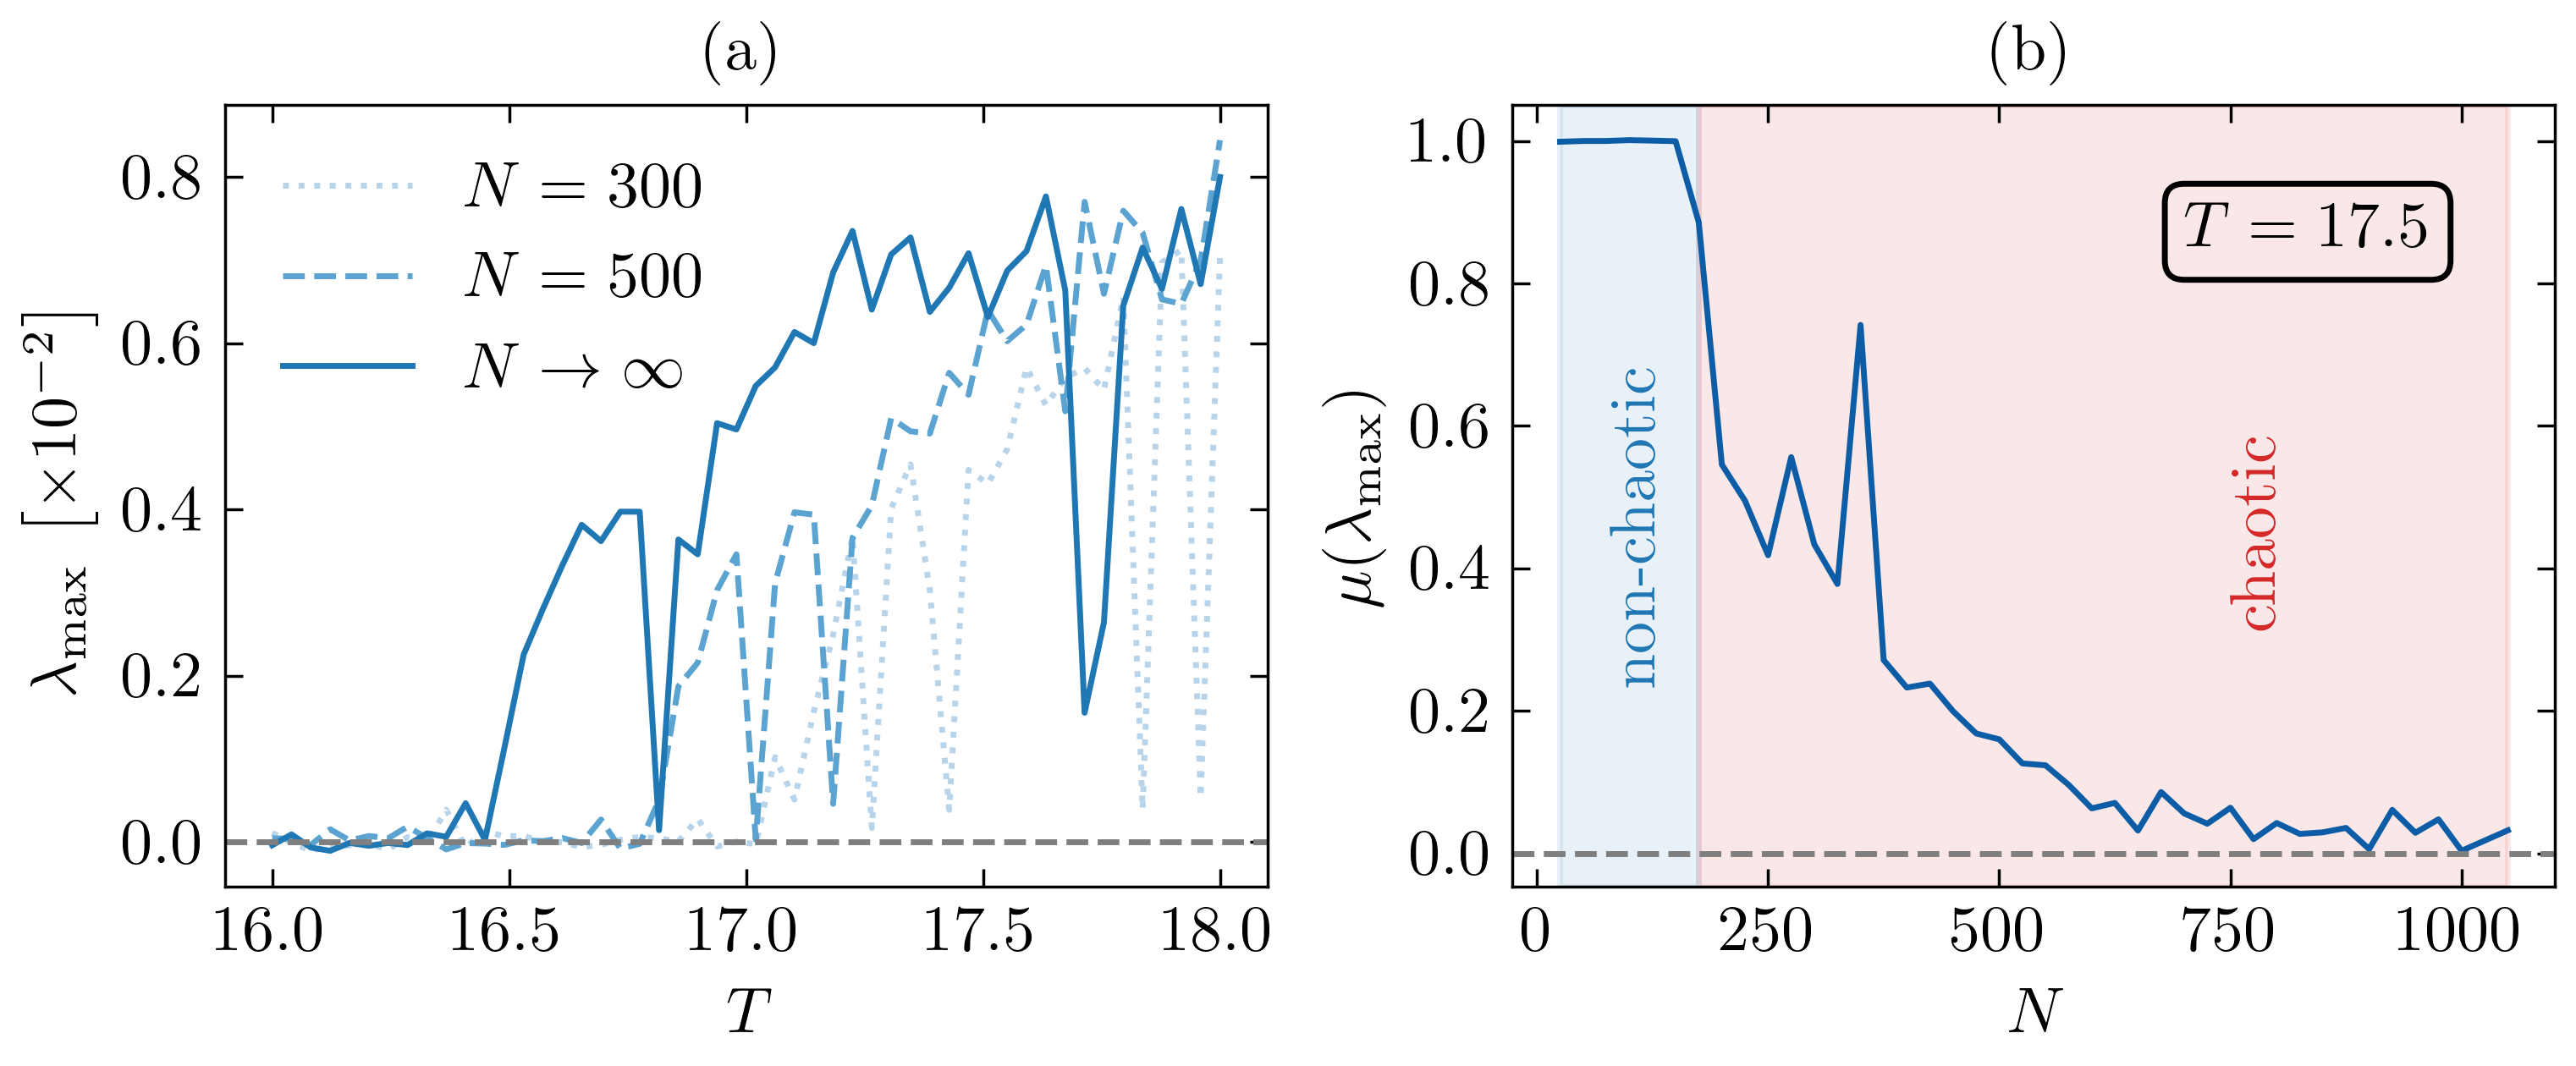 (a)
λmax [×10−2]
0.8
0.6
0.4
0.2
0.0
N = 300
N = 500
N → ∞
16.0 16.5 17.0 17.5 18.0
T
(b)
μ(λmax)
1.0
0.8
0.6
0.4
0.2
0.0
T = 17.5
non-chaotic
chaotic
0 250 500 750 1000
N